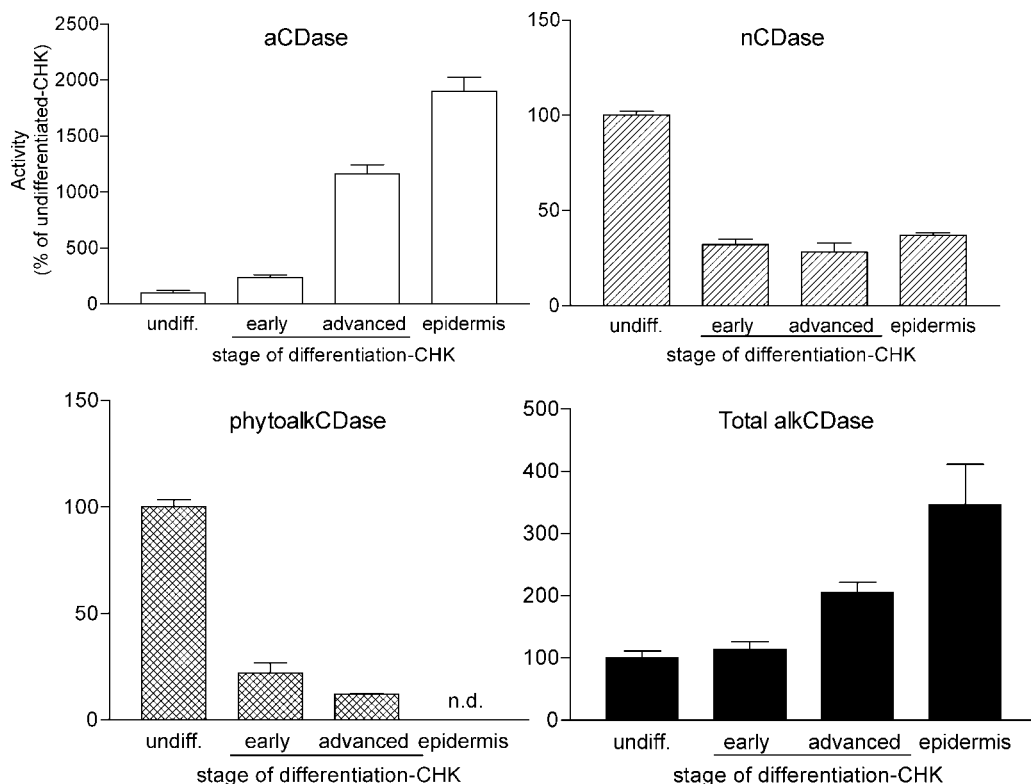 aCDase
Activity
(% of undifferentiated-CHK)
2500
2000
1500
1000
500
0
undiff. early advanced epidermis
stage of differentiation-CHK
nCDase
150
100
50
0
undiff. early advanced epidermis
stage of differentiation-CHK
phytoalkCDase
150
100
50
0
n.d.
undiff. early advanced epidermis
stage of differentiation-CHK
Total alkCDase
500
400
300
200
100
0
undiff. early advanced epidermis
stage of differentiation-CHK